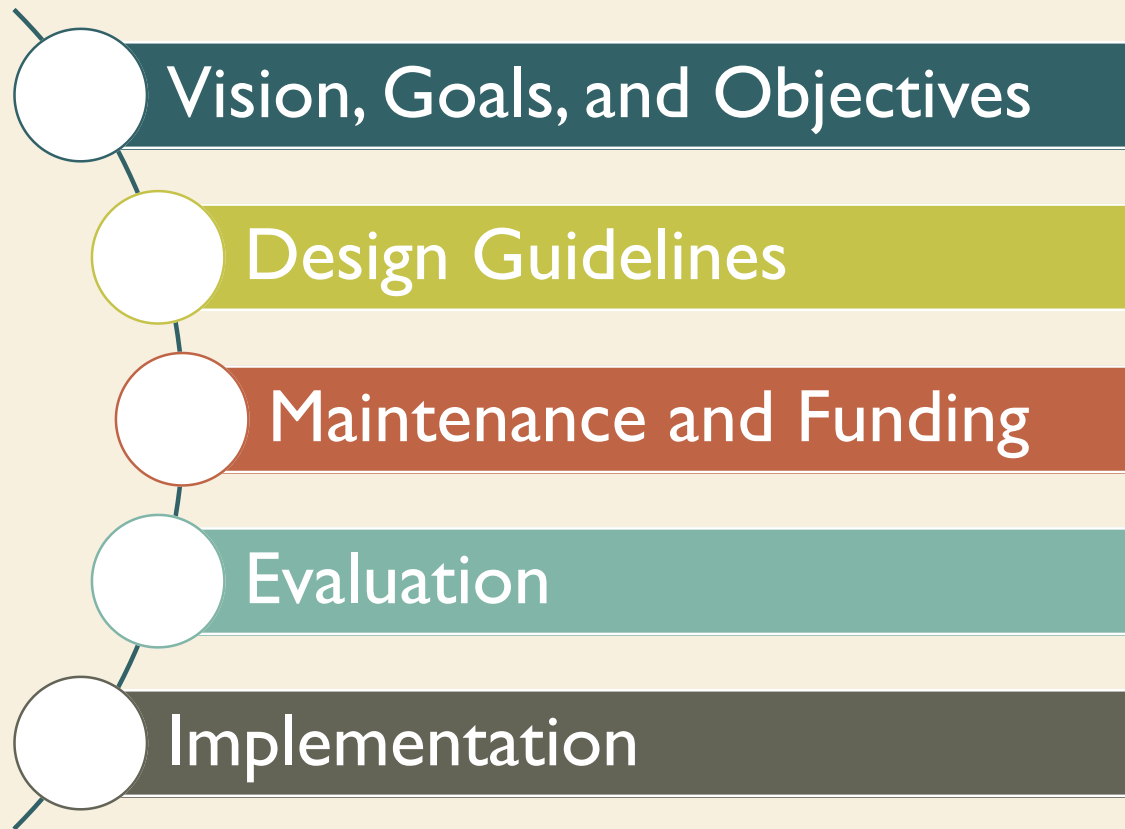 Vision, Goals, and Objectives
Design Guidelines
Maintenance and Funding
Evaluation
Implementation